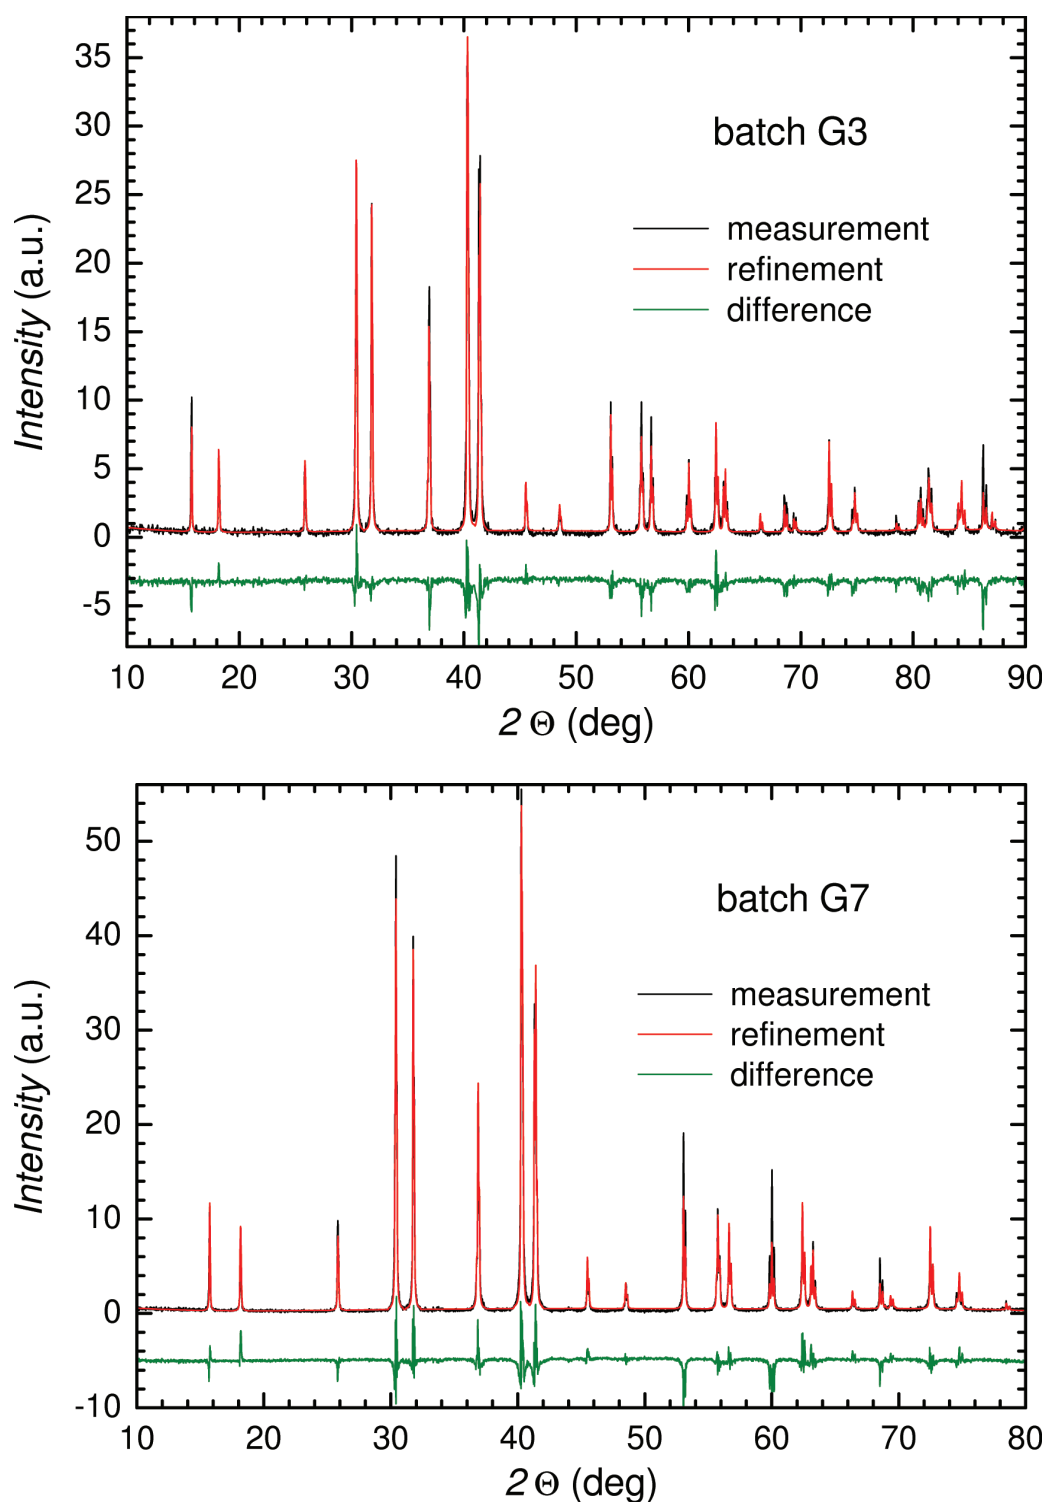 35
30
25
20
15
10
5
0
-5
Intensity (a.u.)
batch G3
measurement
refinement
difference
10 20 30 40 50 60 70 80 90
2 Θ (deg)
50
40
30
20
10
0
-10
Intensity (a.u.)
batch G7
measurement
refinement
difference
10 20 30 40 50 60 70 80
2 Θ (deg)